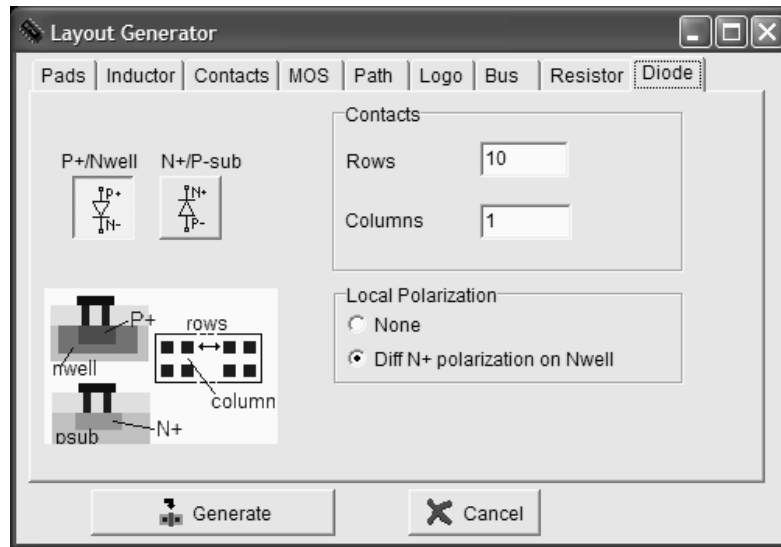 Layout Generator
Pads Inductor Contacts MOS Path Logo Bus Resistor Diode
P+/Nwell N+/P-sub
P+
N-
N+
P-
Contacts
Rows 10
Columns 1
P+
rows
nwell
column
N+
psub
Local Polarization
None
Diff N+ polarization on Nwell
Generate Cancel